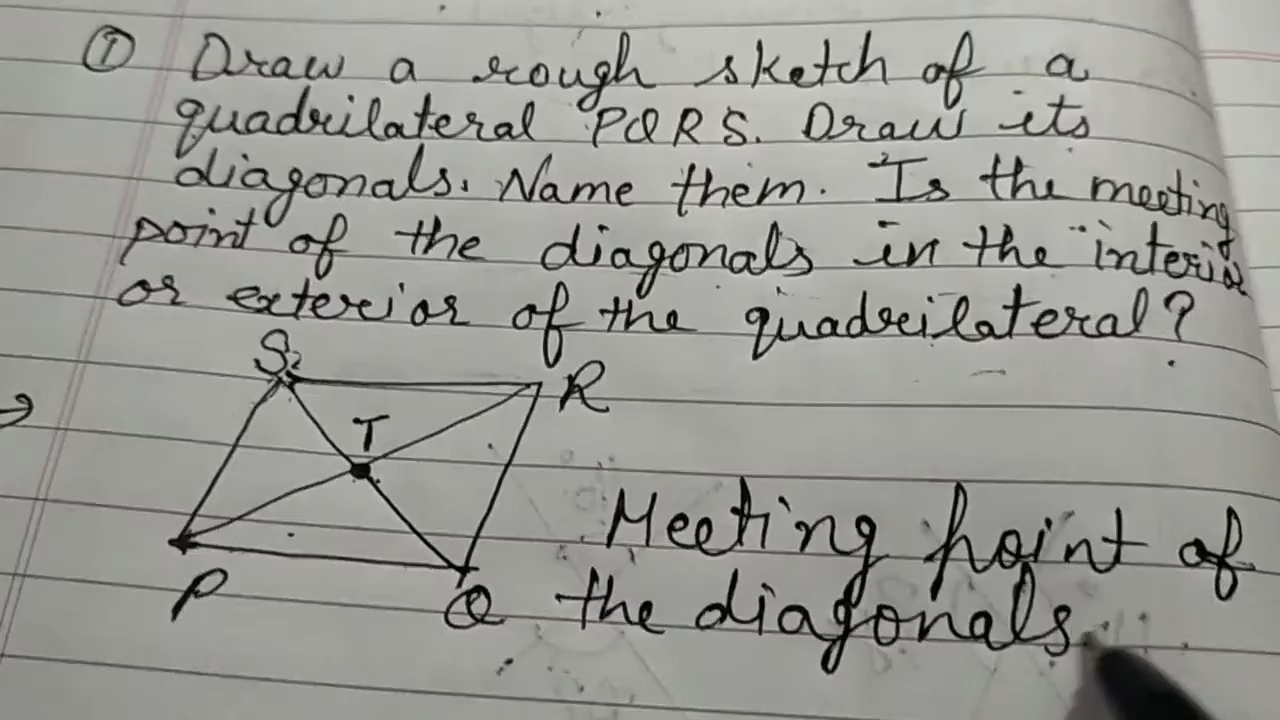 ① Draw a rough sketch of a
quadrilateral PQRS. Draw its
diagonals. Name them. Is the meeting
point of the diagonals in the interior
or exterior of the quadrilateral?
S R
T
P Q
Meeting point of
the diagonals